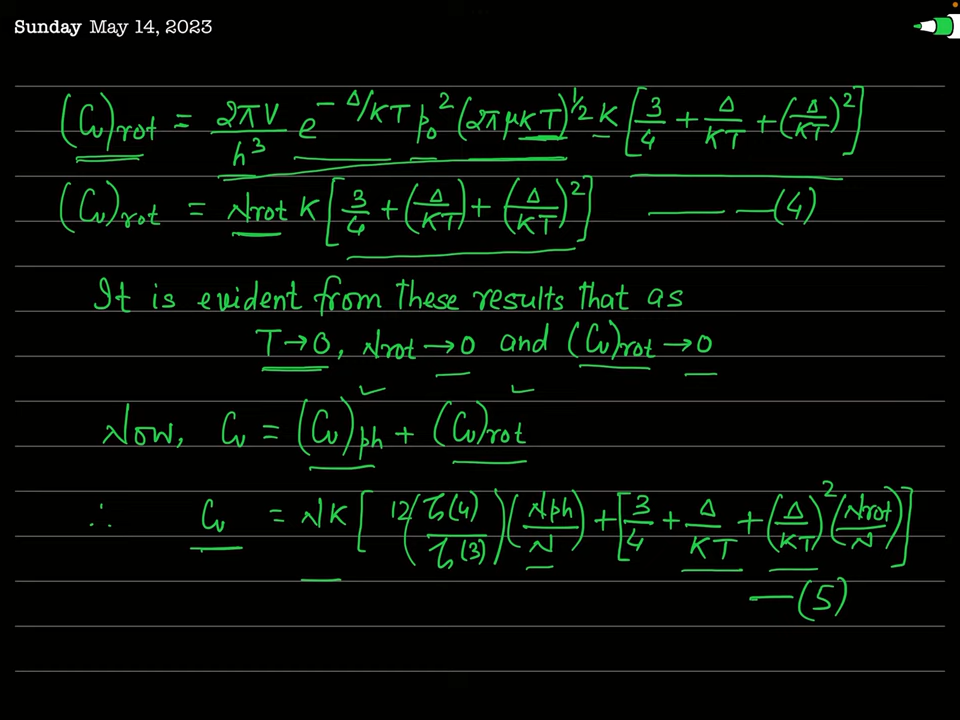 Sunday May 14, 2023
(Cv)rot = 2πV/h³ e^(-Δ/KT) p₀² (2πμKT)^(1/2) K [3/4 + Δ/KT + (Δ/KT)²]
(Cv)rot = Nrot K [3/4 + (Δ/KT) + (Δ/KT)²] —— —(4)
It is evident from these results that as
T→0, Nrot →0 and (Cv)rot →0
Now, Cv = (Cv)ph + (Cv)rot
∴ Cv = NK [12(ζ(4)/ζ(3))(Nph/N) + [3/4 + Δ/KT + (Δ/KT)²(Nrot/N)]
—(5)